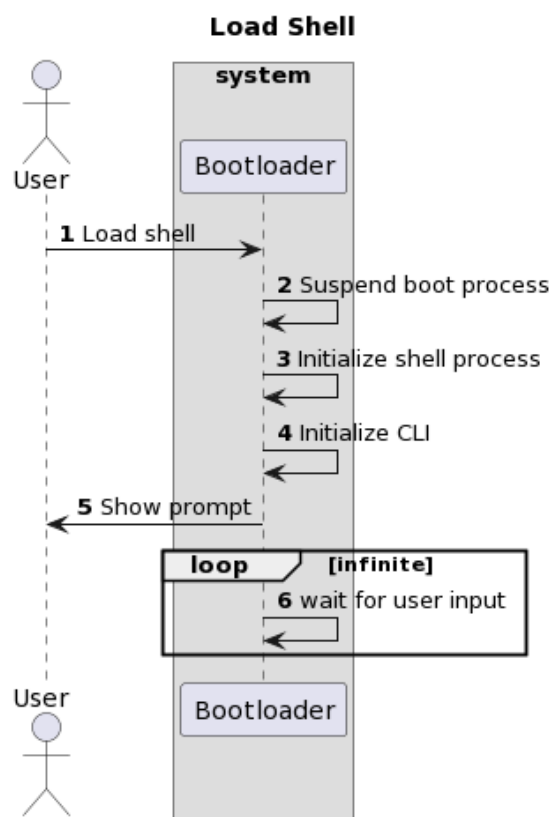 Load Shell
system
User
Bootloader
1 Load shell
2 Suspend boot process
3 Initialize shell process
4 Initialize CLI
5 Show prompt
loop [infinite]
6 wait for user input
User
Bootloader